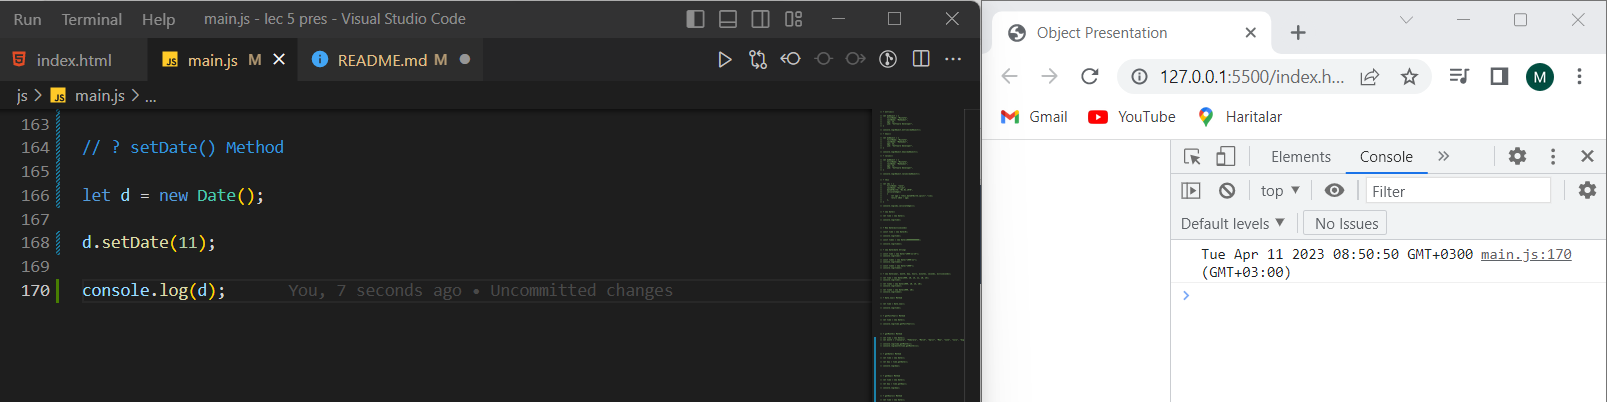 Run Terminal Help main.js - lec 5 pres - Visual Studio Code
index.html main.js M README.md M
js > main.js > ...
163
164 // ? setDate() Method
165
166 let d = new Date();
167
168 d.setDate(11);
169
170 console.log(d); You, 7 seconds ago • Uncommitted changes
Object Presentation
127.0.0.1:5500/index.h... M
Gmail YouTube Haritalar
Elements Console »
top Filter
Default levels No Issues
Tue Apr 11 2023 08:50:50 GMT+0300 main.js:170
(GMT+03:00)
>